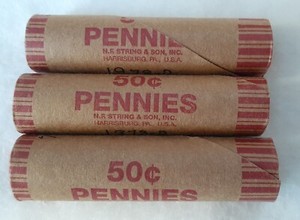 PENNIES
N.F. STRING & SON, INC.
HARRISBURG, PA., U.S.A.
50¢
PENNIES
N.F. STRING & SON, INC.
HARRISBURG, PA., U.S.A.
50¢
PENNIES